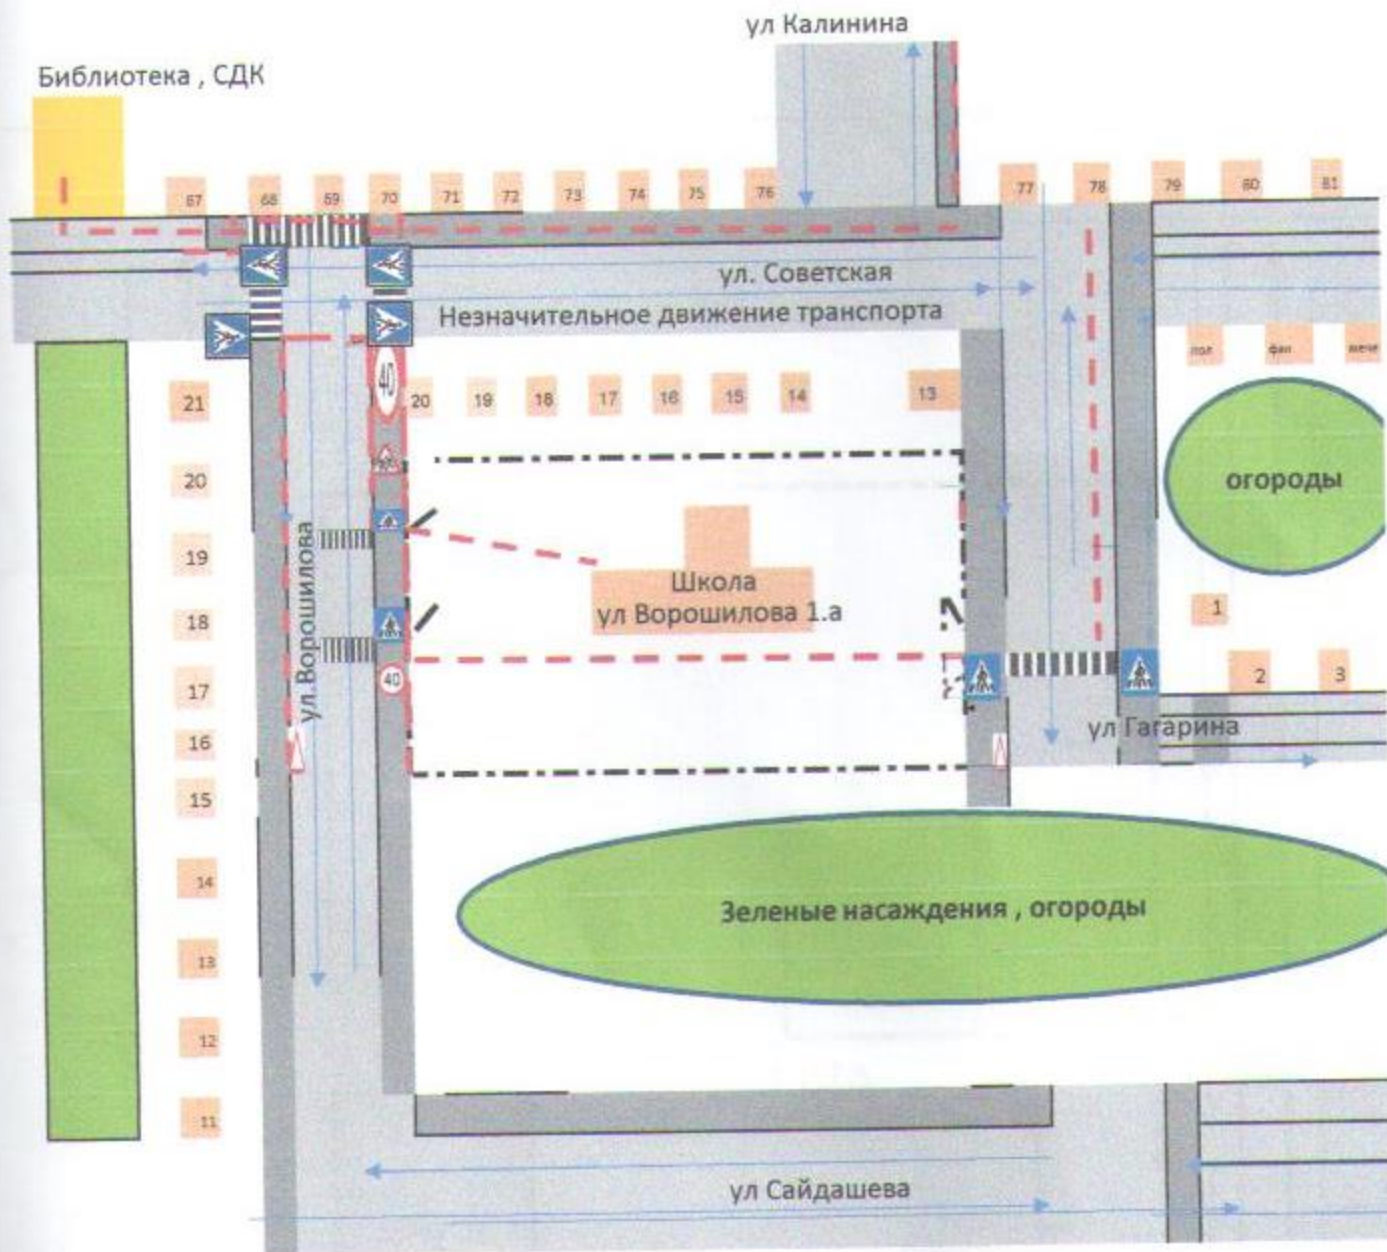 ул Калинина
Библиотека , СДК
67 68 69 70 71 72 73 74 75 76 77 78 79 80 81
ул. Советская
Незначительное движение транспорта
пол фап мече
40
21 20 19 18 17 16 15 14 13
огороды
20
19
18
17
16
15
14
13
12
11
ул.Ворошилова
Школа
ул Ворошилова 1.а
40
1
2 3
ул Гагарина
Зеленые насаждения , огороды
ул Сайдашева